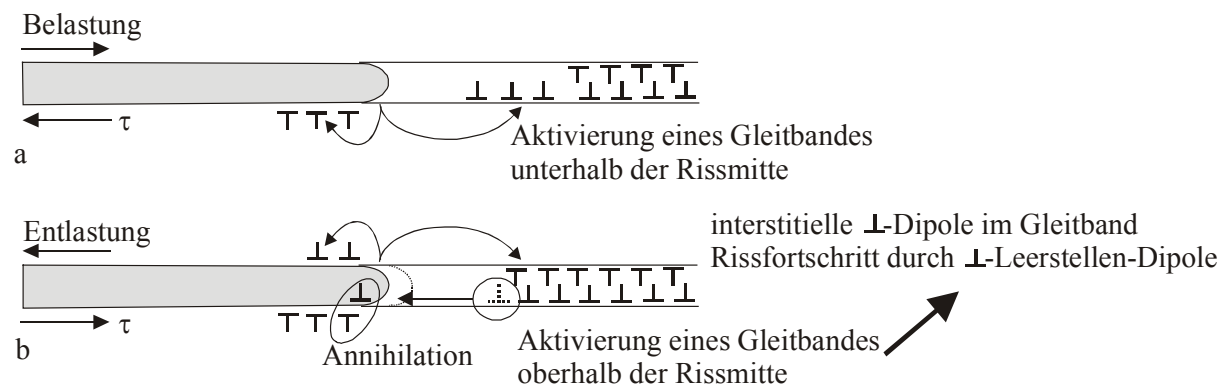 Belastung
τ
a
Aktivierung eines Gleitbandes
unterhalb der Rissmitte
Entlastung
interstitielle ⊥-Dipole im Gleitband
Rissfortschritt durch ⊥-Leerstellen-Dipole
τ
b
Annihilation
Aktivierung eines Gleitbandes
oberhalb der Rissmitte